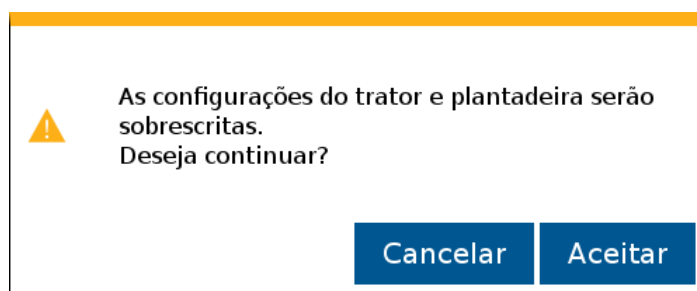 As configurações do trator e plantadeira serão
sobrescritas.
Deseja continuar?
Cancelar
Aceitar